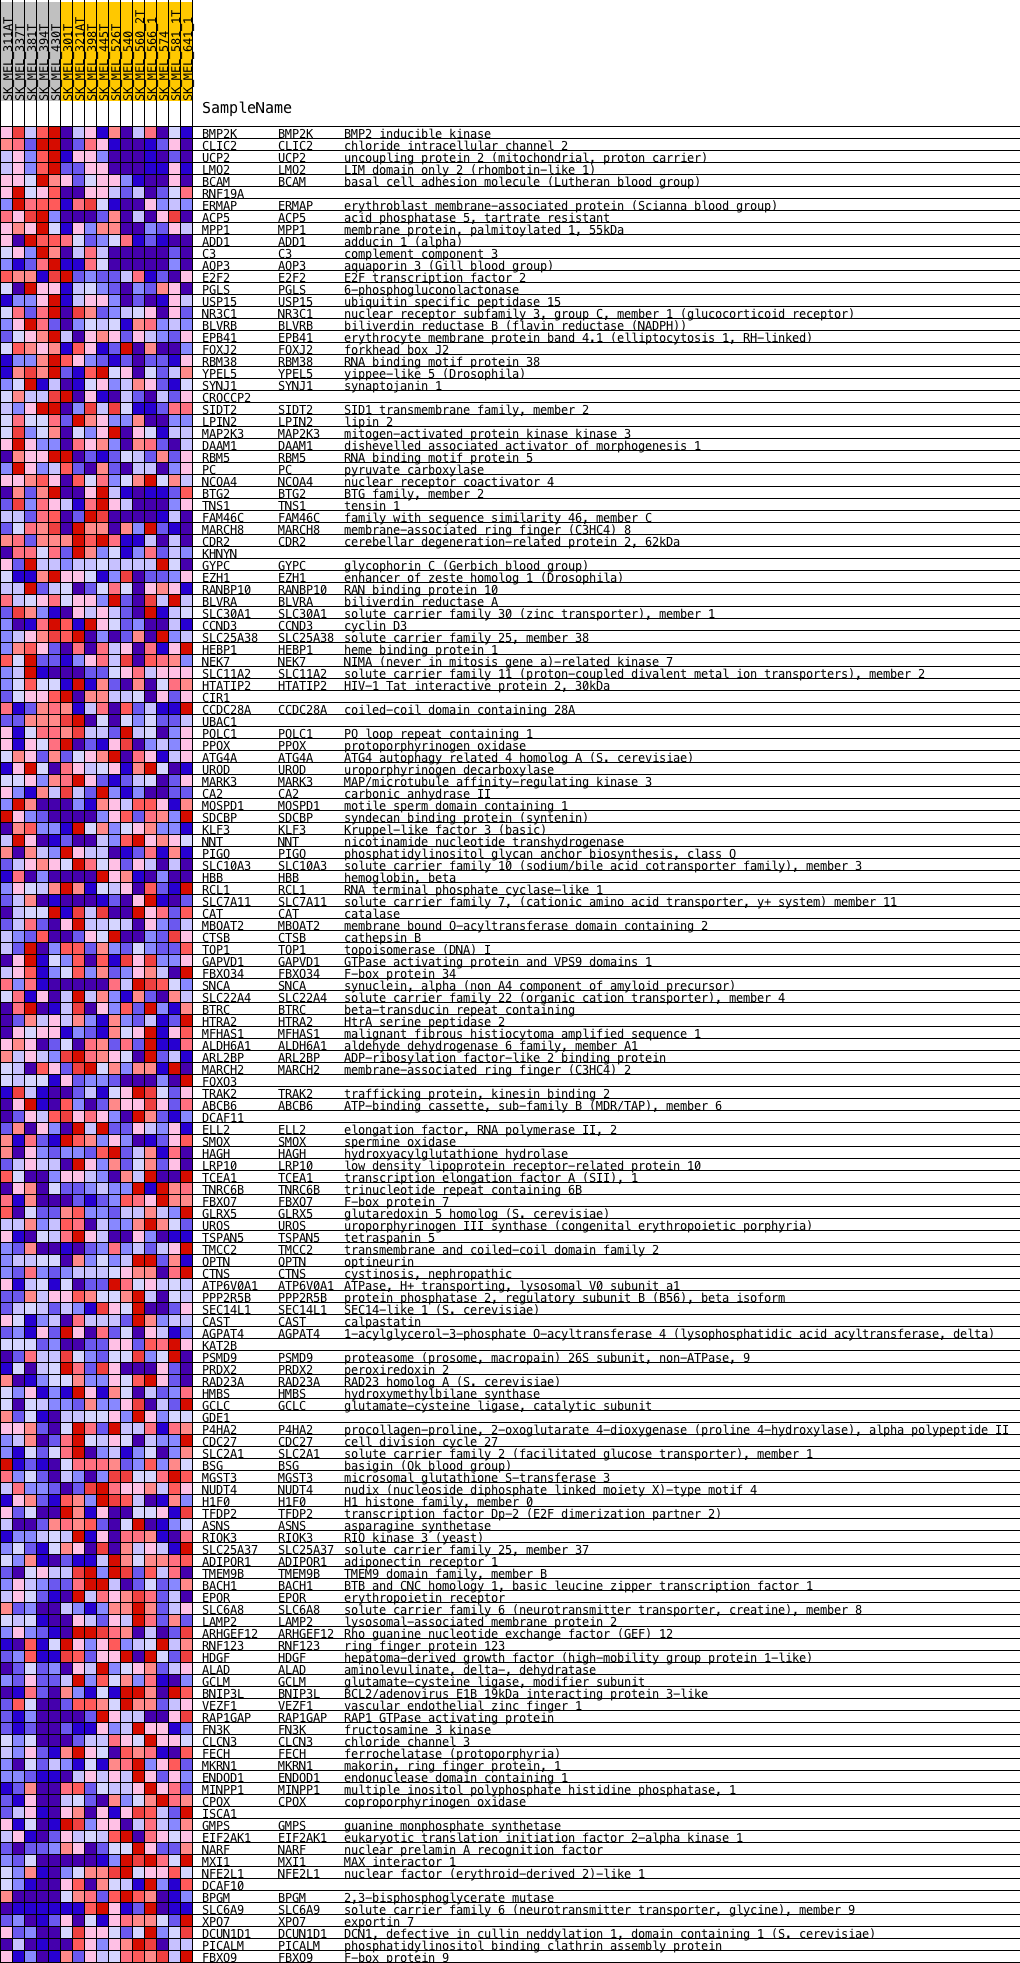 SK_MEL_311AT
SK_MEL_337T
SK_MEL_381T
SK_MEL_394T
SK_MEL_430T
SK_MEL_301T
SK_MEL_321AT
SK_MEL_398T
SK_MEL_445T
SK_MEL_526T
SK_MEL_540
SK_MEL_560_2T
SK_MEL_566_1
SK_MEL_574
SK_MEL_581_1T
SK_MEL_641_1
SampleName
BMP2K BMP2K BMP2 inducible kinase
CLIC2 CLIC2 chloride intracellular channel 2
UCP2 UCP2 uncoupling protein 2 (mitochondrial, proton carrier)
LMO2 LMO2 LIM domain only 2 (rhombotin-like 1)
BCAM BCAM basal cell adhesion molecule (Lutheran blood group)
RNF19A
ERMAP ERMAP erythroblast membrane-associated protein (Scianna blood group)
ACP5 ACP5 acid phosphatase 5, tartrate resistant
MPP1 MPP1 membrane protein, palmitoylated 1, 55kDa
ADD1 ADD1 adducin 1 (alpha)
C3 C3 complement component 3
AQP3 AQP3 aquaporin 3 (Gill blood group)
E2F2 E2F2 E2F transcription factor 2
PGLS PGLS 6-phosphogluconolactonase
USP15 USP15 ubiquitin specific peptidase 15
NR3C1 NR3C1 nuclear receptor subfamily 3, group C, member 1 (glucocorticoid receptor)
BLVRB BLVRB biliverdin reductase B (flavin reductase (NADPH))
EPB41 EPB41 erythrocyte membrane protein band 4.1 (elliptocytosis 1, RH-linked)
FOXJ2 FOXJ2 forkhead box J2
RBM38 RBM38 RNA binding motif protein 38
YPEL5 YPEL5 yippee-like 5 (Drosophila)
SYNJ1 SYNJ1 synaptojanin 1
CROCCP2
SIDT2 SIDT2 SID1 transmembrane family, member 2
LPIN2 LPIN2 lipin 2
MAP2K3 MAP2K3 mitogen-activated protein kinase kinase 3
DAAM1 DAAM1 dishevelled associated activator of morphogenesis 1
RBM5 RBM5 RNA binding motif protein 5
PC PC pyruvate carboxylase
NCOA4 NCOA4 nuclear receptor coactivator 4
BTG2 BTG2 BTG family, member 2
TNS1 TNS1 tensin 1
FAM46C FAM46C family with sequence similarity 46, member C
MARCH8 MARCH8 membrane-associated ring finger (C3HC4) 8
CDR2 CDR2 cerebellar degeneration-related protein 2, 62kDa
KHNYN
GYPC GYPC glycophorin C (Gerbich blood group)
EZH1 EZH1 enhancer of zeste homolog 1 (Drosophila)
RANBP10 RANBP10 RAN binding protein 10
BLVRA BLVRA biliverdin reductase A
SLC30A1 SLC30A1 solute carrier family 30 (zinc transporter), member 1
CCND3 CCND3 cyclin D3
SLC25A38 SLC25A38 solute carrier family 25, member 38
HEBP1 HEBP1 heme binding protein 1
NEK7 NEK7 NIMA (never in mitosis gene a)-related kinase 7
SLC11A2 SLC11A2 solute carrier family 11 (proton-coupled divalent metal ion transporters), member 2
HTATIP2 HTATIP2 HIV-1 Tat interactive protein 2, 30kDa
CIR1
CCDC28A CCDC28A coiled-coil domain containing 28A
UBAC1
PQLC1 PQLC1 PQ loop repeat containing 1
PPOX PPOX protoporphyrinogen oxidase
ATG4A ATG4A ATG4 autophagy related 4 homolog A (S. cerevisiae)
UROD UROD uroporphyrinogen decarboxylase
MARK3 MARK3 MAP/microtubule affinity-regulating kinase 3
CA2 CA2 carbonic anhydrase II
MOSPD1 MOSPD1 motile sperm domain containing 1
SDCBP SDCBP syndecan binding protein (syntenin)
KLF3 KLF3 Kruppel-like factor 3 (basic)
NNT NNT nicotinamide nucleotide transhydrogenase
PIGQ PIGQ phosphatidylinositol glycan anchor biosynthesis, class Q
SLC10A3 SLC10A3 solute carrier family 10 (sodium/bile acid cotransporter family), member 3
HBB HBB hemoglobin, beta
RCL1 RCL1 RNA terminal phosphate cyclase-like 1
SLC7A11 SLC7A11 solute carrier family 7, (cationic amino acid transporter, y+ system) member 11
CAT CAT catalase
MBOAT2 MBOAT2 membrane bound O-acyltransferase domain containing 2
CTSB CTSB cathepsin B
TOP1 TOP1 topoisomerase (DNA) I
GAPVD1 GAPVD1 GTPase activating protein and VPS9 domains 1
FBXO34 FBXO34 F-box protein 34
SNCA SNCA synuclein, alpha (non A4 component of amyloid precursor)
SLC22A4 SLC22A4 solute carrier family 22 (organic cation transporter), member 4
BTRC BTRC beta-transducin repeat containing
HTRA2 HTRA2 HtrA serine peptidase 2
MFHAS1 MFHAS1 malignant fibrous histiocytoma amplified sequence 1
ALDH6A1 ALDH6A1 aldehyde dehydrogenase 6 family, member A1
ARL2BP ARL2BP ADP-ribosylation factor-like 2 binding protein
MARCH2 MARCH2 membrane-associated ring finger (C3HC4) 2
FOXO3
TRAK2 TRAK2 trafficking protein, kinesin binding 2
ABCB6 ABCB6 ATP-binding cassette, sub-family B (MDR/TAP), member 6
DCAF11
ELL2 ELL2 elongation factor, RNA polymerase II, 2
SMOX SMOX spermine oxidase
HAGH HAGH hydroxyacylglutathione hydrolase
LRP10 LRP10 low density lipoprotein receptor-related protein 10
TCEA1 TCEA1 transcription elongation factor A (SII), 1
TNRC6B TNRC6B trinucleotide repeat containing 6B
FBXO7 FBXO7 F-box protein 7
GLRX5 GLRX5 glutaredoxin 5 homolog (S. cerevisiae)
UROS UROS uroporphyrinogen III synthase (congenital erythropoietic porphyria)
TSPAN5 TSPAN5 tetraspanin 5
TMCC2 TMCC2 transmembrane and coiled-coil domain family 2
OPTN OPTN optineurin
CTNS CTNS cystinosis, nephropathic
ATP6V0A1 ATP6V0A1 ATPase, H+ transporting, lysosomal V0 subunit a1
PPP2R5B PPP2R5B protein phosphatase 2, regulatory subunit B (B56), beta isoform
SEC14L1 SEC14L1 SEC14-like 1 (S. cerevisiae)
CAST CAST calpastatin
AGPAT4 AGPAT4 1-acylglycerol-3-phosphate O-acyltransferase 4 (lysophosphatidic acid acyltransferase, delta)
KAT2B
PSMD9 PSMD9 proteasome (prosome, macropain) 26S subunit, non-ATPase, 9
PRDX2 PRDX2 peroxiredoxin 2
RAD23A RAD23A RAD23 homolog A (S. cerevisiae)
HMBS HMBS hydroxymethylbilane synthase
GCLC GCLC glutamate-cysteine ligase, catalytic subunit
GDE1
P4HA2 P4HA2 procollagen-proline, 2-oxoglutarate 4-dioxygenase (proline 4-hydroxylase), alpha polypeptide II
CDC27 CDC27 cell division cycle 27
SLC2A1 SLC2A1 solute carrier family 2 (facilitated glucose transporter), member 1
BSG BSG basigin (Ok blood group)
MGST3 MGST3 microsomal glutathione S-transferase 3
NUDT4 NUDT4 nudix (nucleoside diphosphate linked moiety X)-type motif 4
H1F0 H1F0 H1 histone family, member 0
TFDP2 TFDP2 transcription factor Dp-2 (E2F dimerization partner 2)
ASNS ASNS asparagine synthetase
RIOK3 RIOK3 RIO kinase 3 (yeast)
SLC25A37 SLC25A37 solute carrier family 25, member 37
ADIPOR1 ADIPOR1 adiponectin receptor 1
TMEM9B TMEM9B TMEM9 domain family, member B
BACH1 BACH1 BTB and CNC homology 1, basic leucine zipper transcription factor 1
EPOR EPOR erythropoietin receptor
SLC6A8 SLC6A8 solute carrier family 6 (neurotransmitter transporter, creatine), member 8
LAMP2 LAMP2 lysosomal-associated membrane protein 2
ARHGEF12 ARHGEF12 Rho guanine nucleotide exchange factor (GEF) 12
RNF123 RNF123 ring finger protein 123
HDGF HDGF hepatoma-derived growth factor (high-mobility group protein 1-like)
ALAD ALAD aminolevulinate, delta-, dehydratase
GCLM GCLM glutamate-cysteine ligase, modifier subunit
BNIP3L BNIP3L BCL2/adenovirus E1B 19kDa interacting protein 3-like
VEZF1 VEZF1 vascular endothelial zinc finger 1
RAP1GAP RAP1GAP RAP1 GTPase activating protein
FN3K FN3K fructosamine 3 kinase
CLCN3 CLCN3 chloride channel 3
FECH FECH ferrochelatase (protoporphyria)
MKRN1 MKRN1 makorin, ring finger protein, 1
ENDOD1 ENDOD1 endonuclease domain containing 1
MINPP1 MINPP1 multiple inositol polyphosphate histidine phosphatase, 1
CPOX CPOX coproporphyrinogen oxidase
ISCA1
GMPS GMPS guanine monphosphate synthetase
EIF2AK1 EIF2AK1 eukaryotic translation initiation factor 2-alpha kinase 1
NARF NARF nuclear prelamin A recognition factor
MXI1 MXI1 MAX interactor 1
NFE2L1 NFE2L1 nuclear factor (erythroid-derived 2)-like 1
DCAF10
BPGM BPGM 2,3-bisphosphoglycerate mutase
SLC6A9 SLC6A9 solute carrier family 6 (neurotransmitter transporter, glycine), member 9
XPO7 XPO7 exportin 7
DCUN1D1 DCUN1D1 DCN1, defective in cullin neddylation 1, domain containing 1 (S. cerevisiae)
PICALM PICALM phosphatidylinositol binding clathrin assembly protein
FBXO9 FBXO9 F-box protein 9